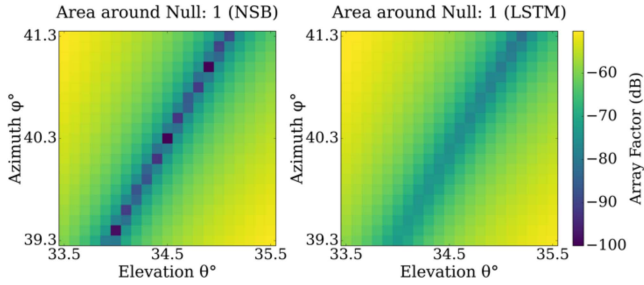 Area around Null: 1 (NSB)
Area around Null: 1 (LSTM)
41.3
40.3
39.3
Azimuth φ°
33.5
34.5
35.5
Elevation θ°
41.3
40.3
39.3
Azimuth φ°
33.5
34.5
35.5
Elevation θ°
−60
−70
−80
−90
−100
Array Factor (dB)